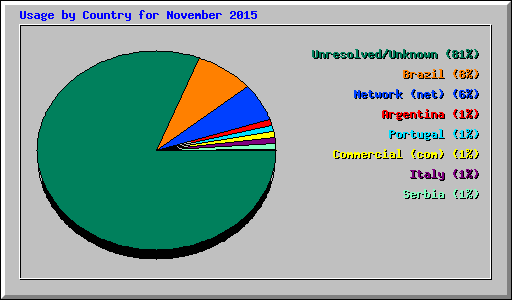 Usage by Country for November 2015
Unresolved/Unknown (81%)
Brazil (8%)
Network (net) (6%)
Argentina (1%)
Portugal (1%)
Commercial (com) (1%)
Italy (1%)
Serbia (1%)